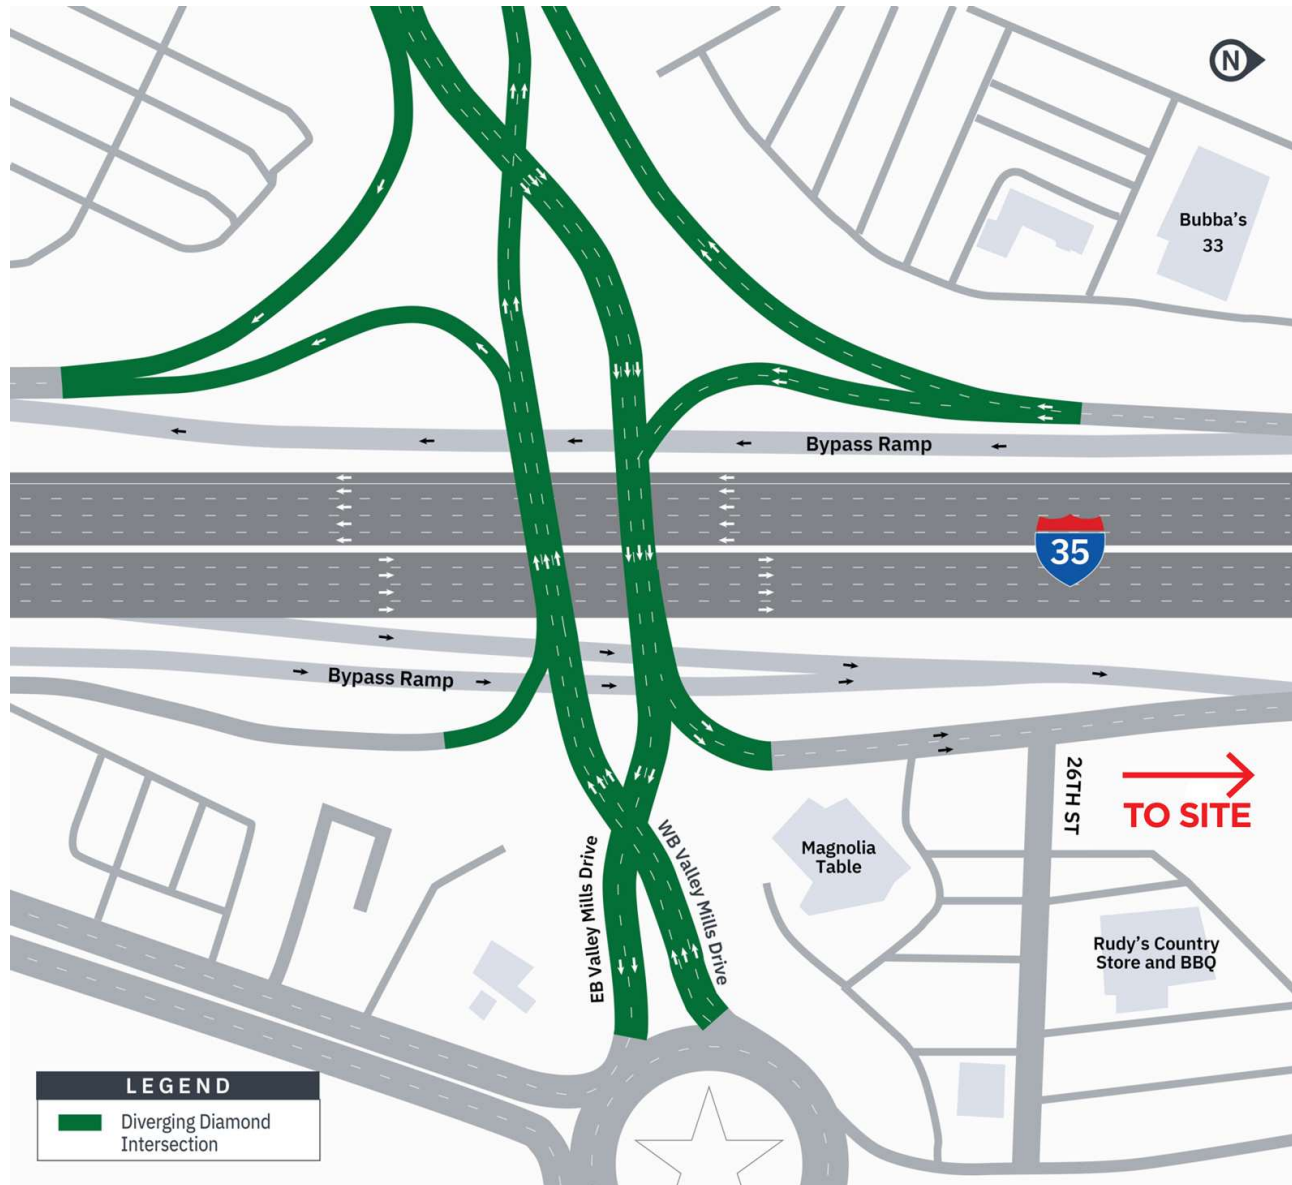 N
Bubba's
33
Bypass Ramp
35
Bypass Ramp
26TH ST
TO SITE
Magnolia
Table
EB Valley Mills Drive
WB Valley Mills Drive
Rudy's Country
Store and BBQ
LEGEND
Diverging Diamond
Intersection